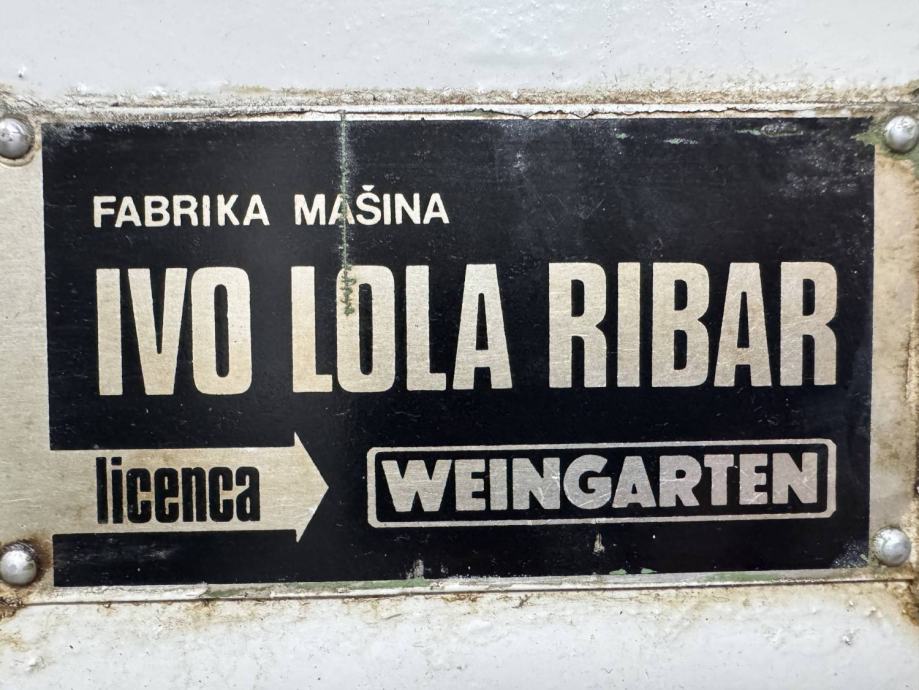 FABRIKA MAŠINA
IVO LOLA RIBAR
licenca WEINGARTEN